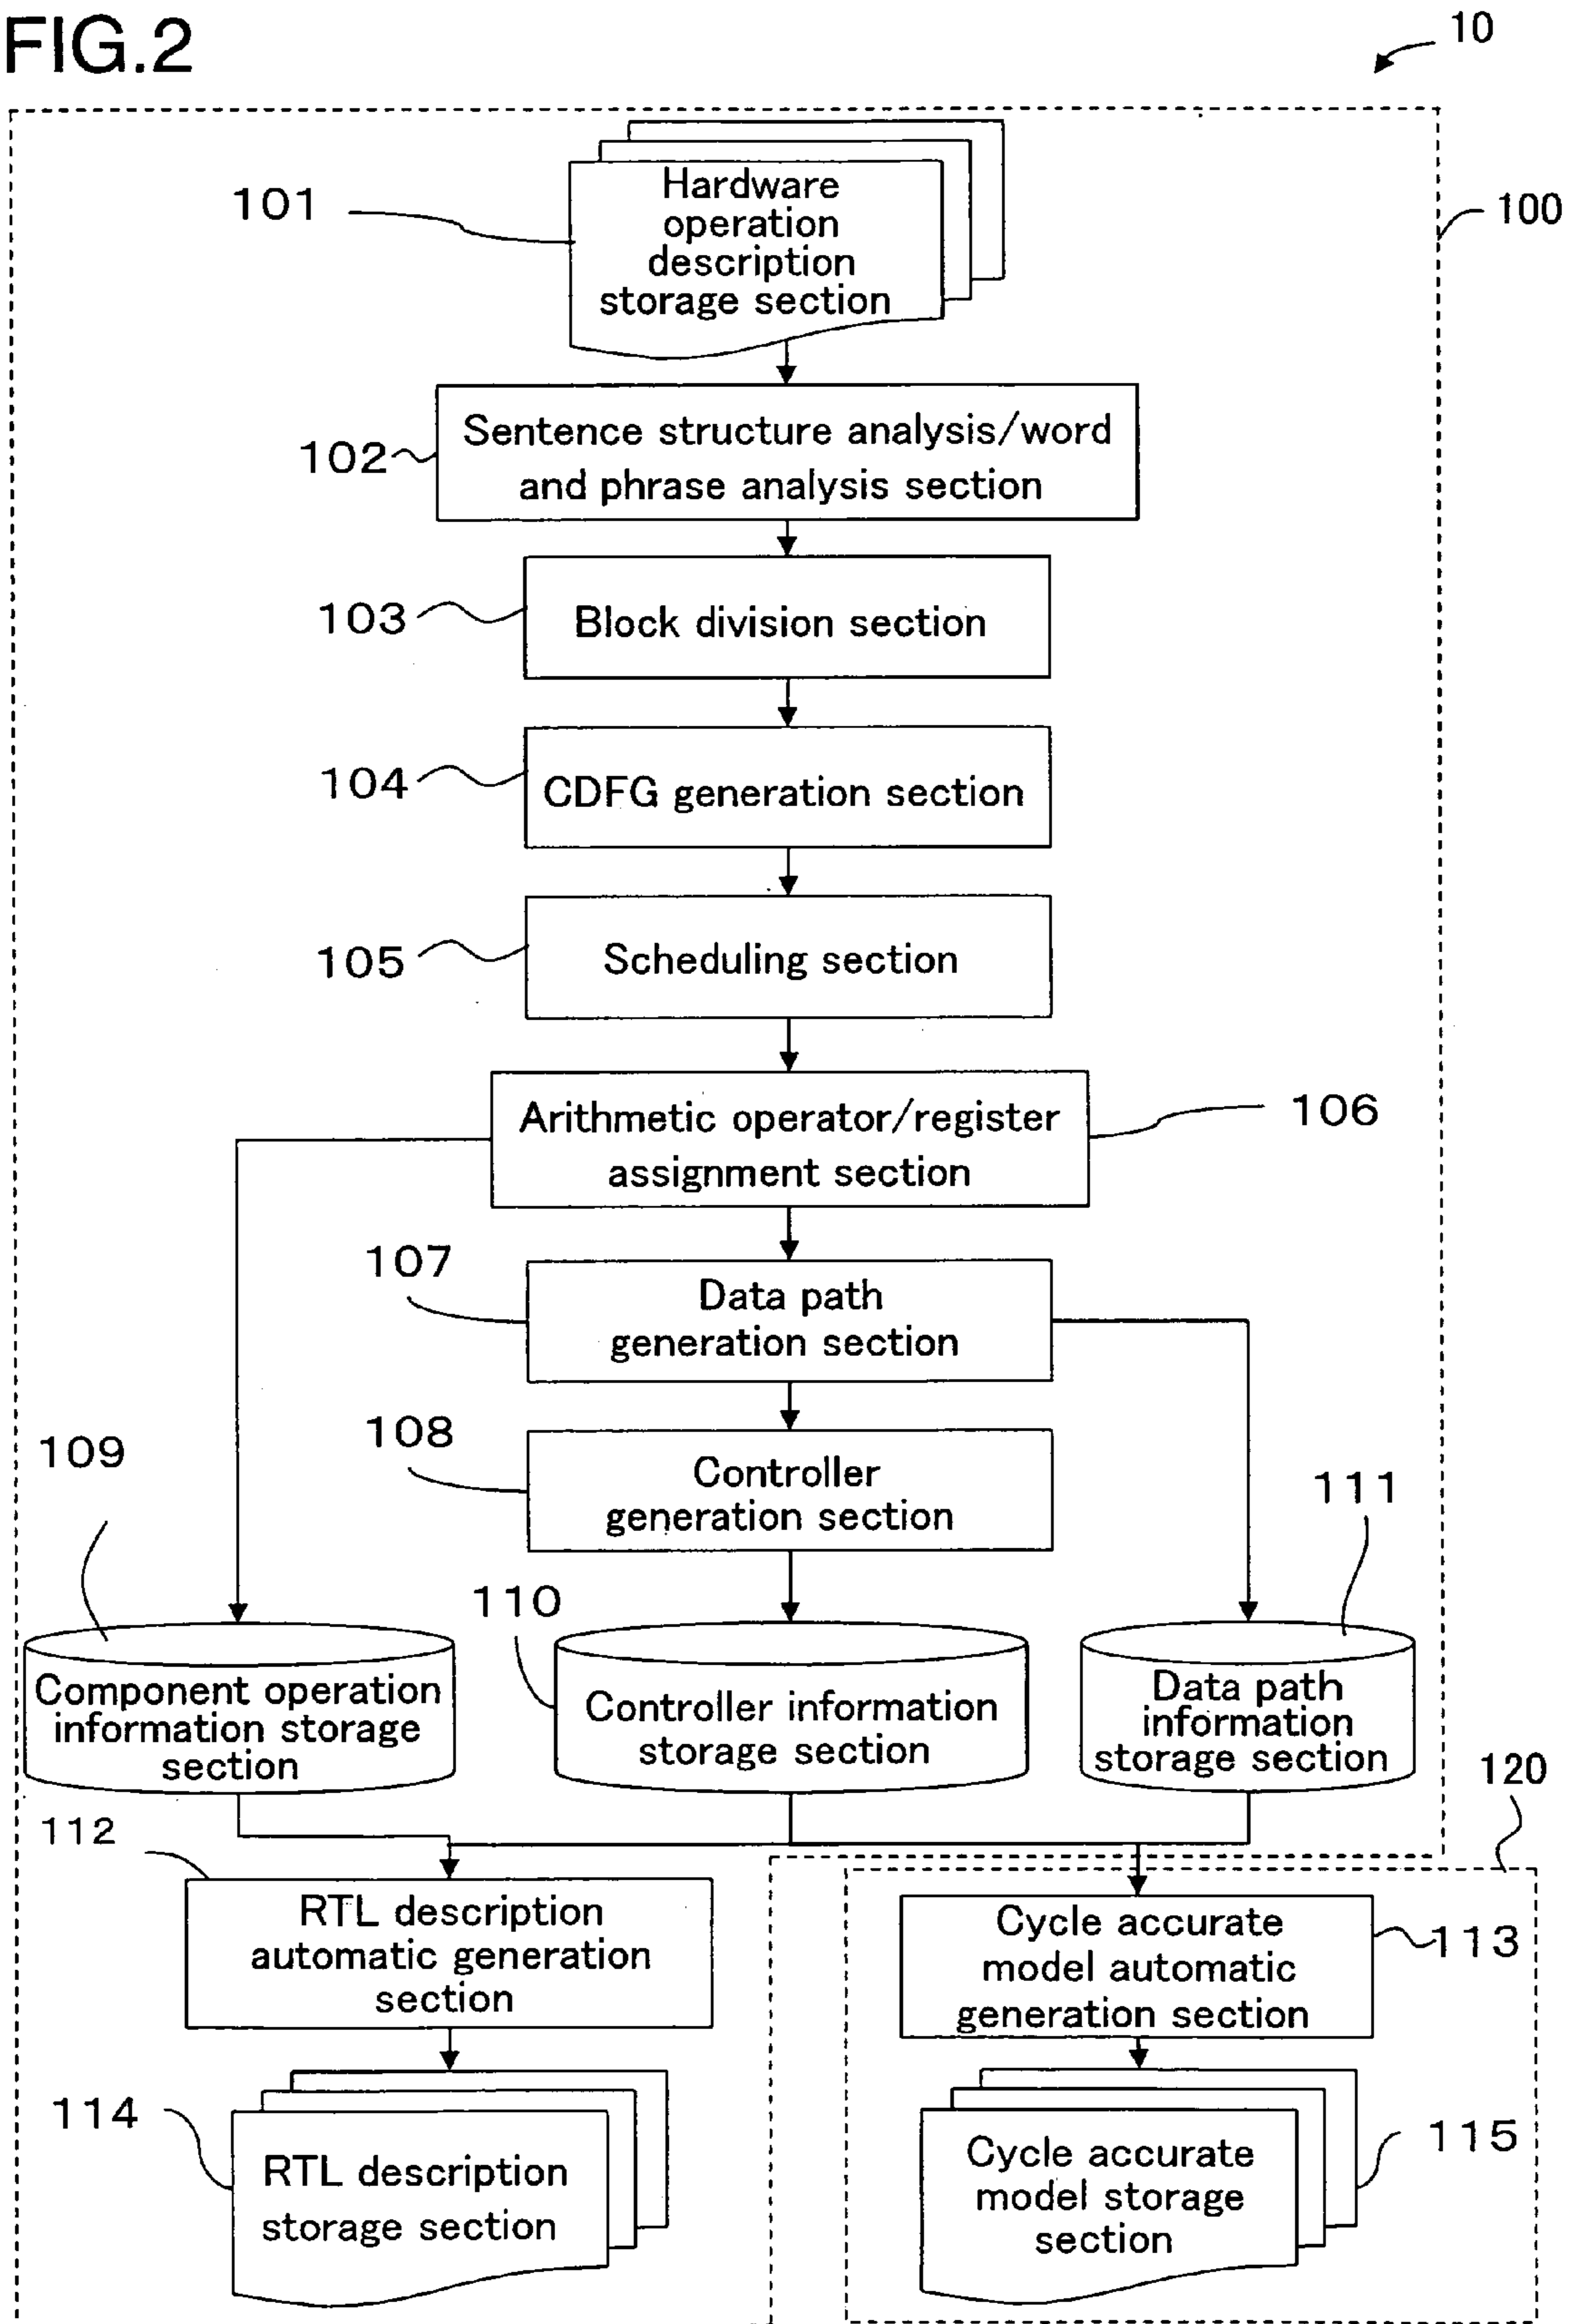 FIG.2
10
100
101
Hardware
operation
description
storage section
102
Sentence structure analysis/word
and phrase analysis section
103
Block division section
104
CDFG generation section
105
Scheduling section
Arithmetic operator/register
assignment section
106
107
Data path
generation section
108
Controller
generation section
109
110
111
Component operation
information storage
section
Controller information
storage section
Data path
information
storage section
120
112
RTL description
automatic generation
section
Cycle accurate
model automatic
generation section
113
114
RTL description
storage section
Cycle accurate
model storage
section
115